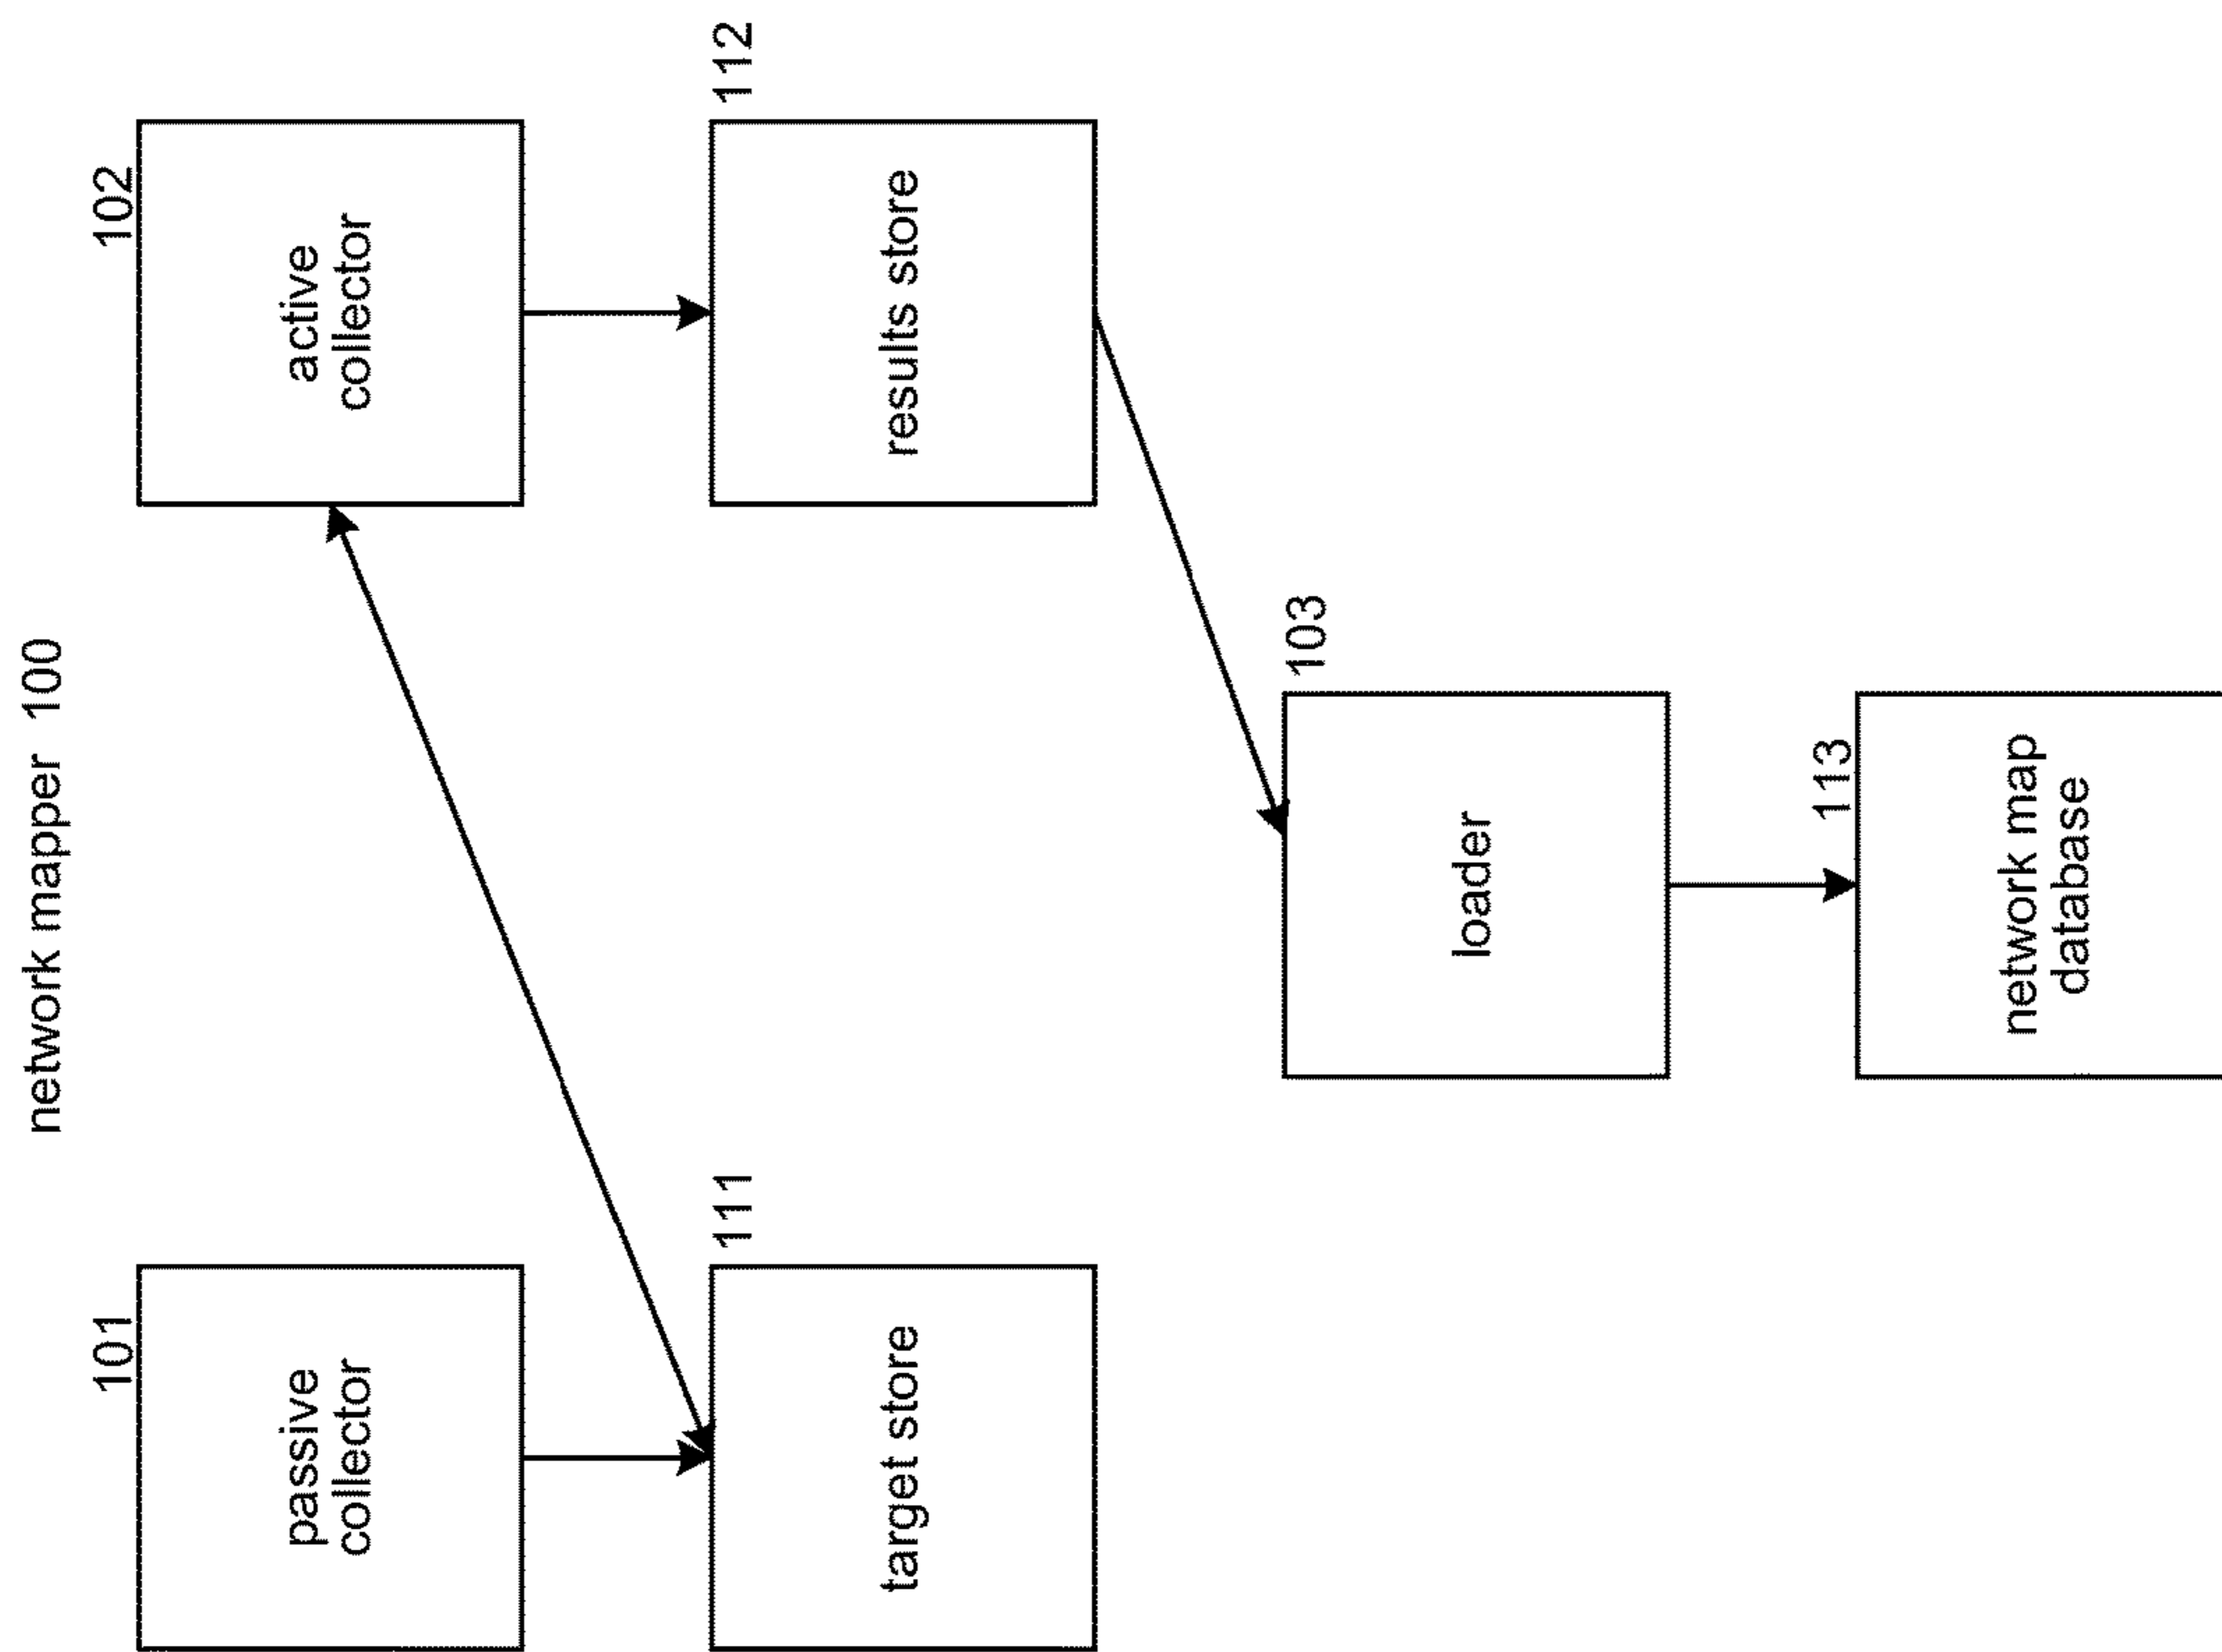 network mapper 100
101
passive
collector
102
active
collector
111
target store
112
results store
103
loader
113
network map
database